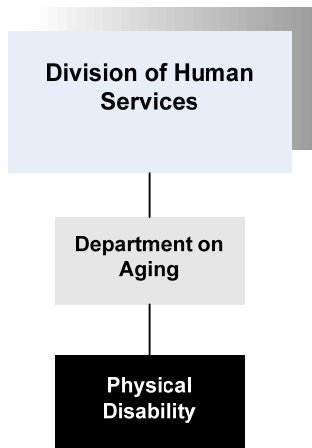 Division of Human
Services
Department on
Aging
Physical
Disability